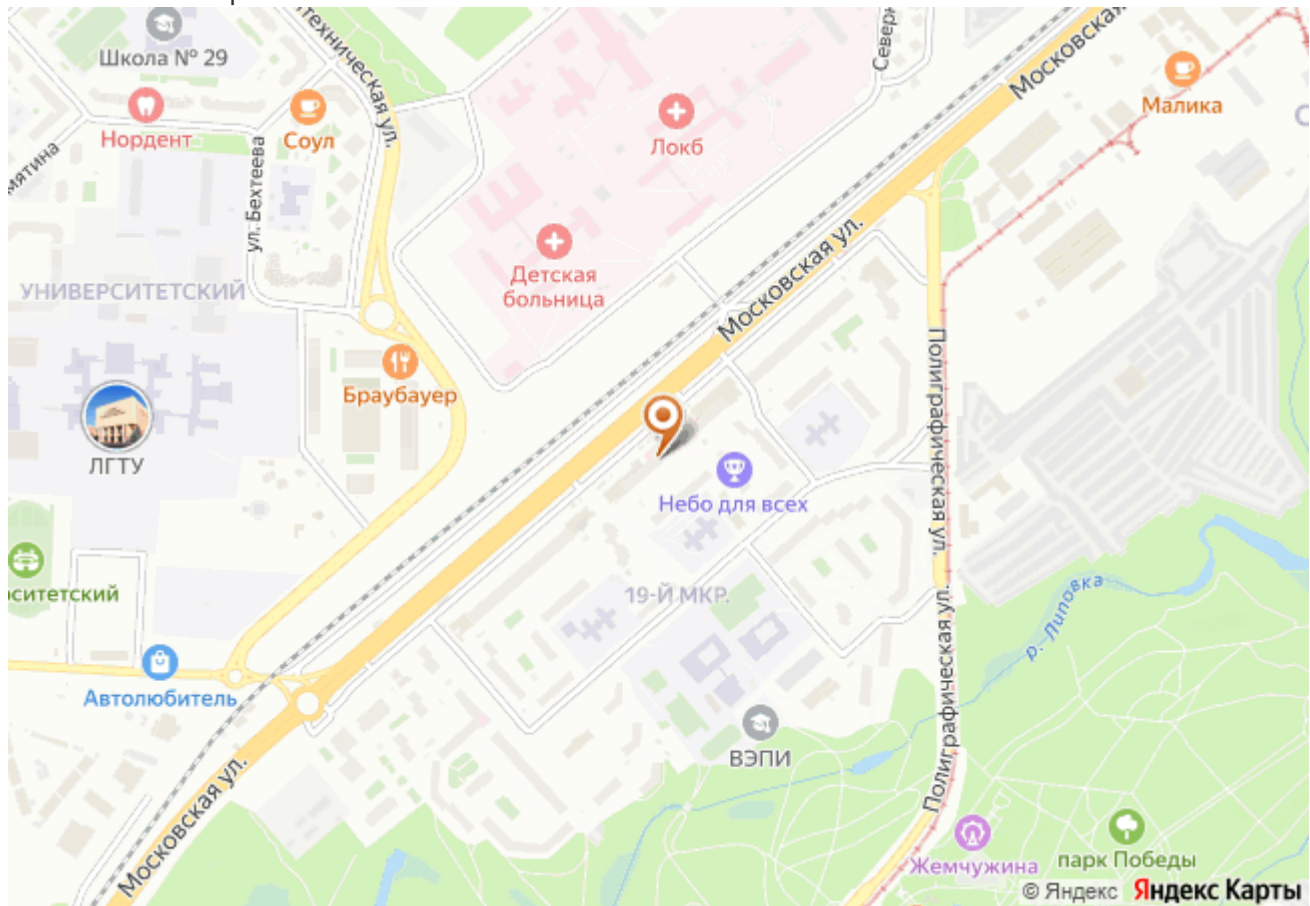 Школа № 29
Нордент
Соул
ул. Бехтеева
Локб
Московская
Малика
Детская
больница
Московская ул.
УНИВЕРСИТЕТСКИЙ
Браубауер
ЛГТУ
Небо для всех
Полиграфическая ул.
19-Й МКР.
р. Липовка
Автолюбитель
ВЭПИ
Полиграфическая ул.
Московская ул.
Жемчужина
парк Победы
© Яндекс Яндекс Карты